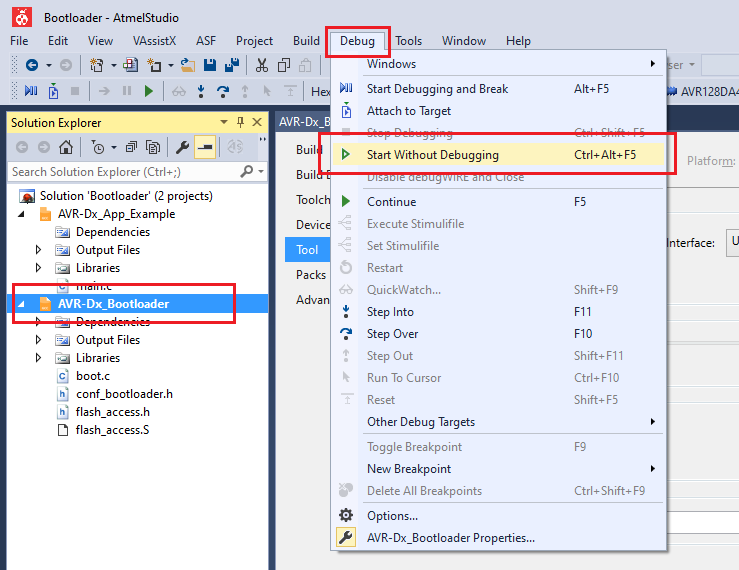 Bootloader - AtmelStudio
File Edit View VAssistX ASF Project Build Debug Tools Window Help
Hex
AVR128DA4
Solution Explorer
Search Solution Explorer (Ctrl+;)
Solution 'Bootloader' (2 projects)
AVR-Dx_App_Example
Dependencies
Output Files
Libraries
main.c
AVR-Dx_Bootloader
Dependencies
Output Files
Libraries
boot.c
conf_bootloader.h
flash_access.h
flash_access.S
AVR-Dx_B
Build
Build E
Toolch
Device
Tool
Packs
Advan
Windows
Start Debugging and Break Alt+F5
Attach to Target
Stop Debugging Ctrl+Shift+F5
Start Without Debugging Ctrl+Alt+F5
Disable debugWIRE and Close
Continue F5
Execute Stimulifile
Set Stimulifile
Restart
QuickWatch... Shift+F9
Step Into F11
Step Over F10
Step Out Shift+F11
Run To Cursor Ctrl+F10
Reset Shift+F5
Other Debug Targets
Toggle Breakpoint F9
New Breakpoint
Delete All Breakpoints Ctrl+Shift+F9
Options...
AVR-Dx_Bootloader Properties...
Platform:
Interface: